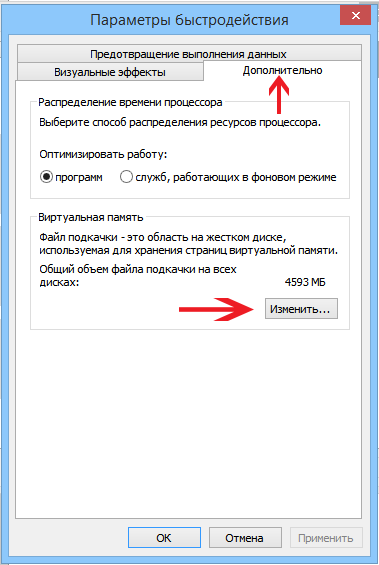 Параметры быстродействия
Предотвращение выполнения данных
Визуальные эффекты
Дополнительно
Распределение времени процессора
Выберите способ распределения ресурсов процессора.
Оптимизировать работу:
программ
служб, работающих в фоновом режиме
Виртуальная память
Файл подкачки - это область на жестком диске,
используемая для хранения страниц виртуальной памяти.
Общий объем файла подкачки на всех
дисках: 4593 МБ
Изменить...
ОК
Отмена
Применить